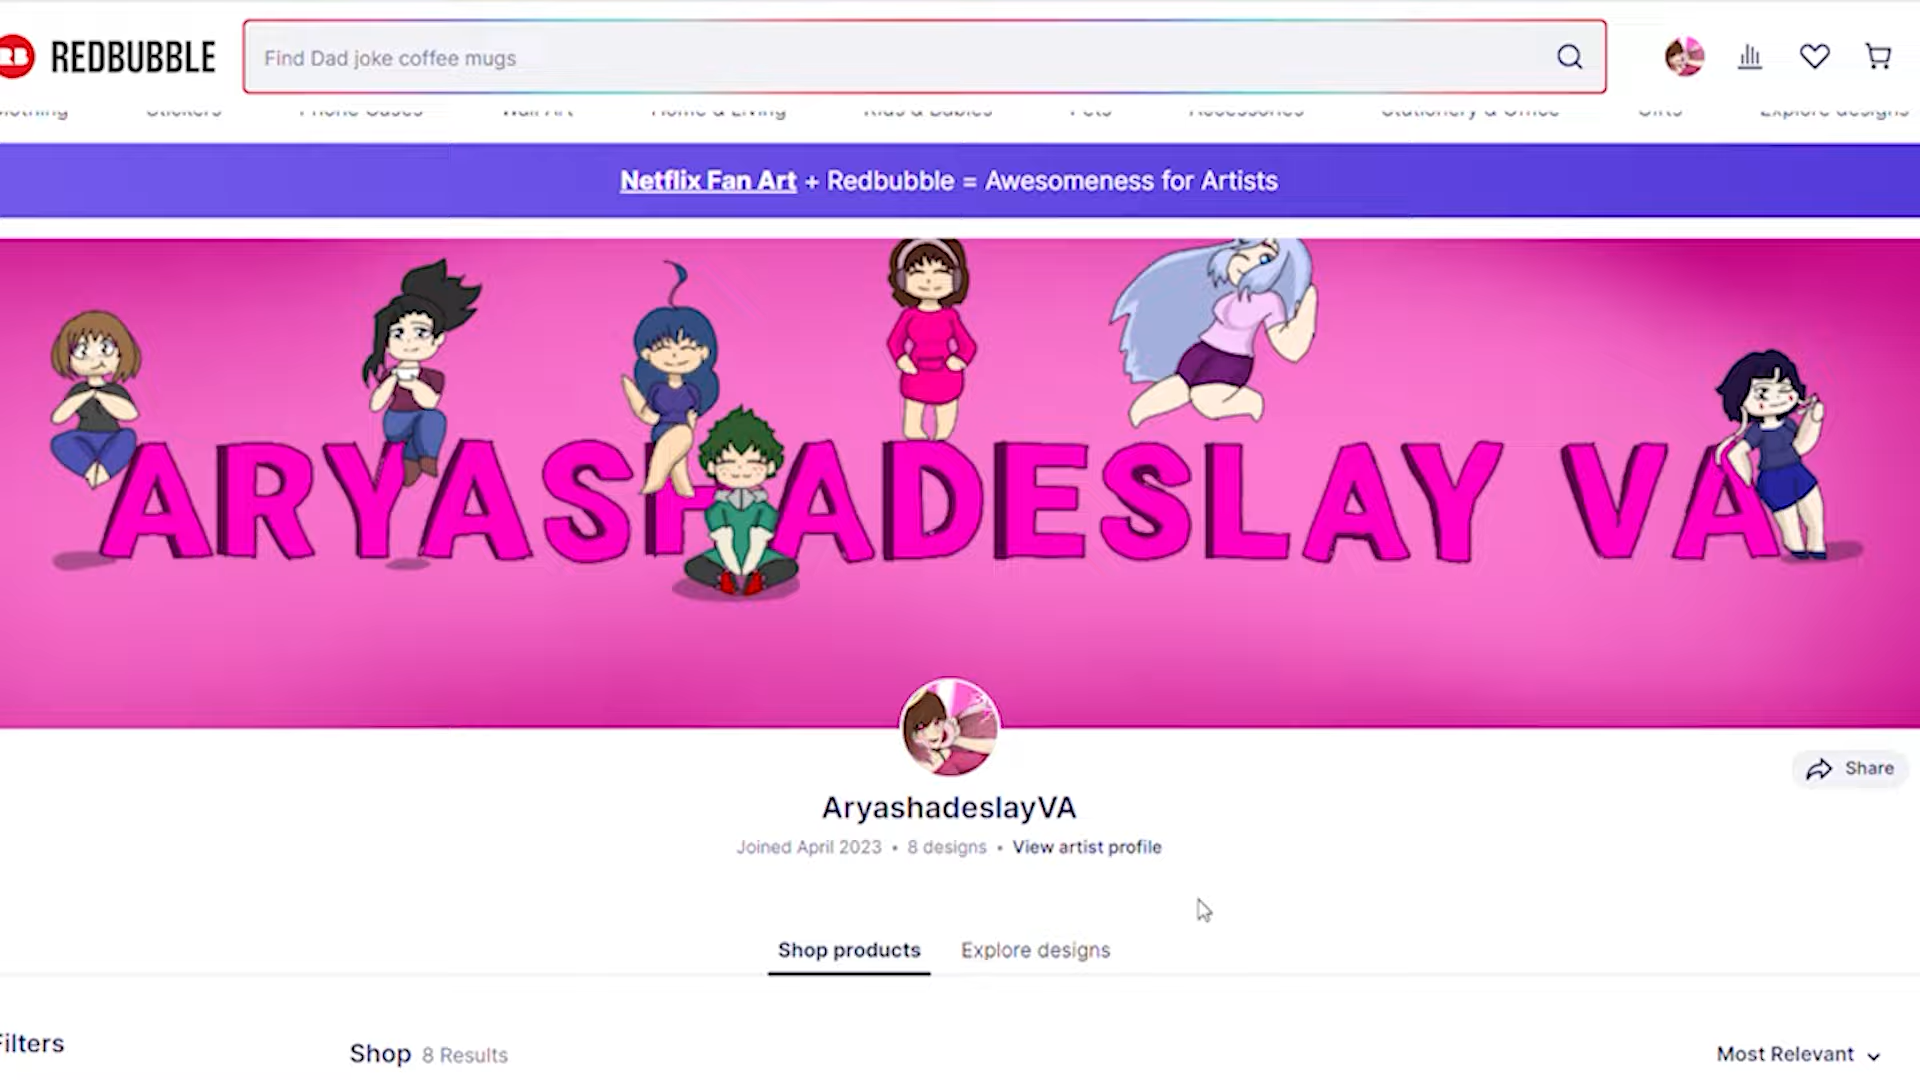 RB REDBUBBLE
Find Dad joke coffee mugs
Netflix Fan Art + Redbubble = Awesomeness for Artists
ARYASHADESLAY VA
Share
AryashadeslayVA
Joined April 2023 • 8 designs • View artist profile
Shop products Explore designs
Filters
Shop 8 Results
Most Relevant